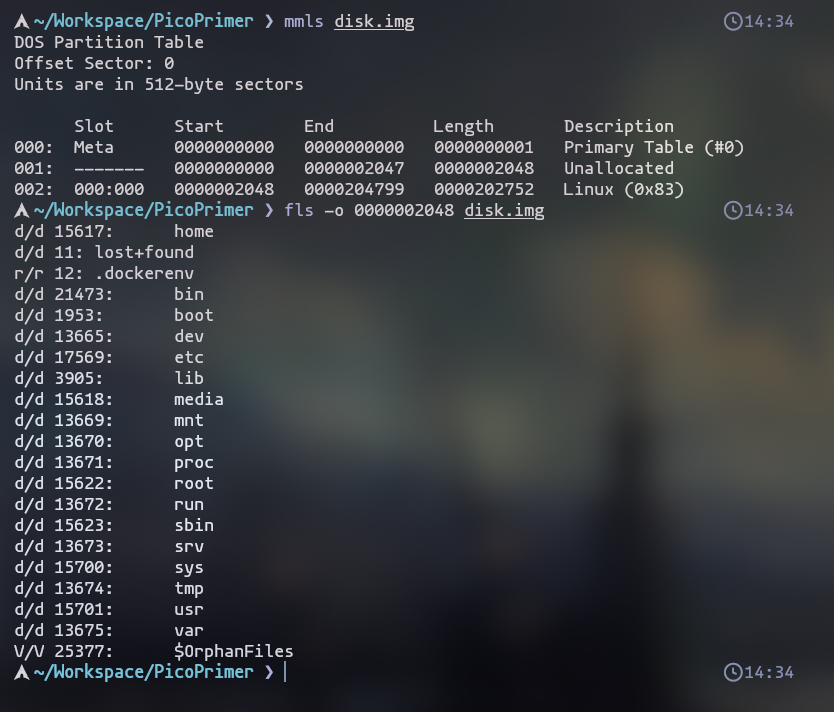 ~/Workspace/PicoPrimer ❯ mmls disk.img 14:34
DOS Partition Table
Offset Sector: 0
Units are in 512-byte sectors
Slot Start End Length Description
000: Meta 0000000000 0000000000 0000000001 Primary Table (#0)
001: ------- 0000000000 0000002047 0000002048 Unallocated
002: 000:000 0000002048 0000204799 0000202752 Linux (0x83)
~/Workspace/PicoPrimer ❯ fls -o 0000002048 disk.img 14:34
d/d 15617: home
d/d 11: lost+found
r/r 12: .dockerenv
d/d 21473: bin
d/d 1953: boot
d/d 13665: dev
d/d 17569: etc
d/d 3905: lib
d/d 15618: media
d/d 13669: mnt
d/d 13670: opt
d/d 13671: proc
d/d 15622: root
d/d 13672: run
d/d 15623: sbin
d/d 13673: srv
d/d 15700: sys
d/d 13674: tmp
d/d 15701: usr
d/d 13675: var
V/V 25377: $OrphanFiles
~/Workspace/PicoPrimer ❯ 14:34